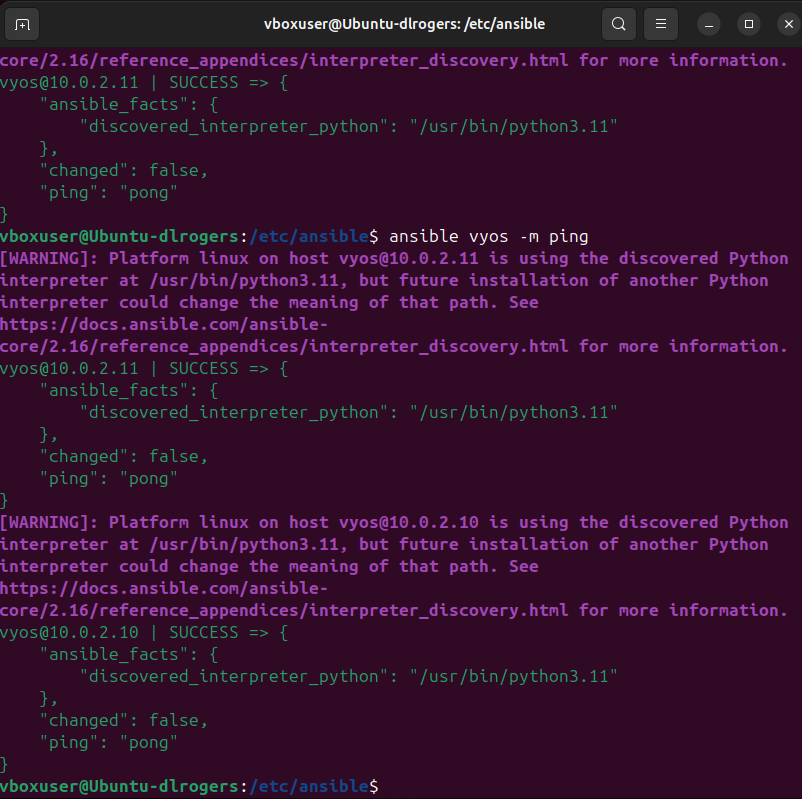 vboxuser@Ubuntu-dlrogers: /etc/ansible
core/2.16/reference_appendices/interpreter_discovery.html for more information.
vyos@10.0.2.11 | SUCCESS => {
    "ansible_facts": {
        "discovered_interpreter_python": "/usr/bin/python3.11"
    },
    "changed": false,
    "ping": "pong"
}
vboxuser@Ubuntu-dlrogers:/etc/ansible$ ansible vyos -m ping
[WARNING]: Platform linux on host vyos@10.0.2.11 is using the discovered Python
interpreter at /usr/bin/python3.11, but future installation of another Python
interpreter could change the meaning of that path. See
https://docs.ansible.com/ansible-
core/2.16/reference_appendices/interpreter_discovery.html for more information.
vyos@10.0.2.11 | SUCCESS => {
    "ansible_facts": {
        "discovered_interpreter_python": "/usr/bin/python3.11"
    },
    "changed": false,
    "ping": "pong"
}
[WARNING]: Platform linux on host vyos@10.0.2.10 is using the discovered Python
interpreter at /usr/bin/python3.11, but future installation of another Python
interpreter could change the meaning of that path. See
https://docs.ansible.com/ansible-
core/2.16/reference_appendices/interpreter_discovery.html for more information.
vyos@10.0.2.10 | SUCCESS => {
    "ansible_facts": {
        "discovered_interpreter_python": "/usr/bin/python3.11"
    },
    "changed": false,
    "ping": "pong"
}
vboxuser@Ubuntu-dlrogers:/etc/ansible$